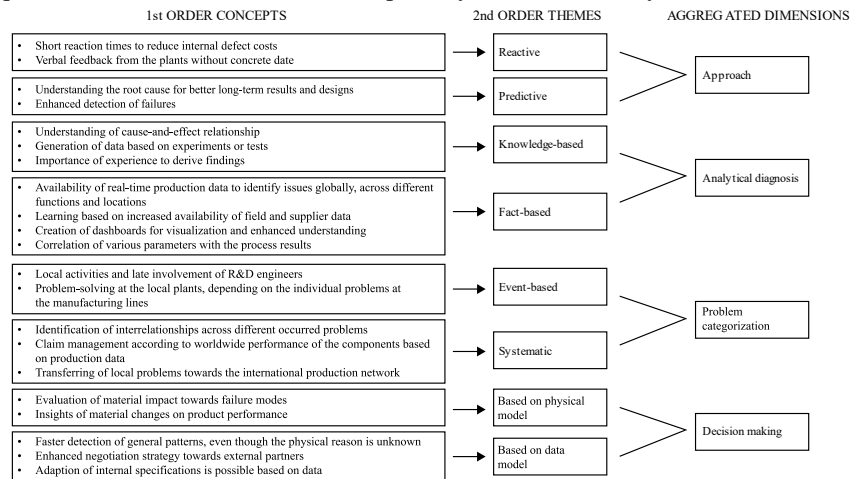 1st ORDER CONCEPTS
2nd ORDER THEMES
AGGREGATED DIMENSIONS
• Short reaction times to reduce internal defect costs
• Verbal feedback from the plants without concrete date
Reactive
• Understanding the root cause for better long-term results and designs
• Enhanced detection of failures
Predictive
Approach
• Understanding of cause-and-effect relationship
• Generation of data based on experiments or tests
• Importance of experience to derive findings
Knowledge-based
• Availability of real-time production data to identify issues globally, across different
functions and locations
• Learning based on increased availability of field and supplier data
• Creation of dashboards for visualization and enhanced understanding
• Correlation of various parameters with the process results
Fact-based
Analytical diagnosis
• Local activities and late involvement of R&D engineers
• Problem-solving at the local plants, depending on the individual problems at
the manufacturing lines
Event-based
• Identification of interrelationships across different occurred problems
• Claim management according to worldwide performance of the components based
on production data
• Transferring of local problems towards the international production network
Systematic
Problem
categorization
• Evaluation of material impact towards failure modes
• Insights of material changes on product performance
Based on physical
model
• Faster detection of general patterns, even though the physical reason is unknown
• Enhanced negotiation strategy towards external partners
• Adaption of internal specifications is possible based on data
Based on data
model
Decision making